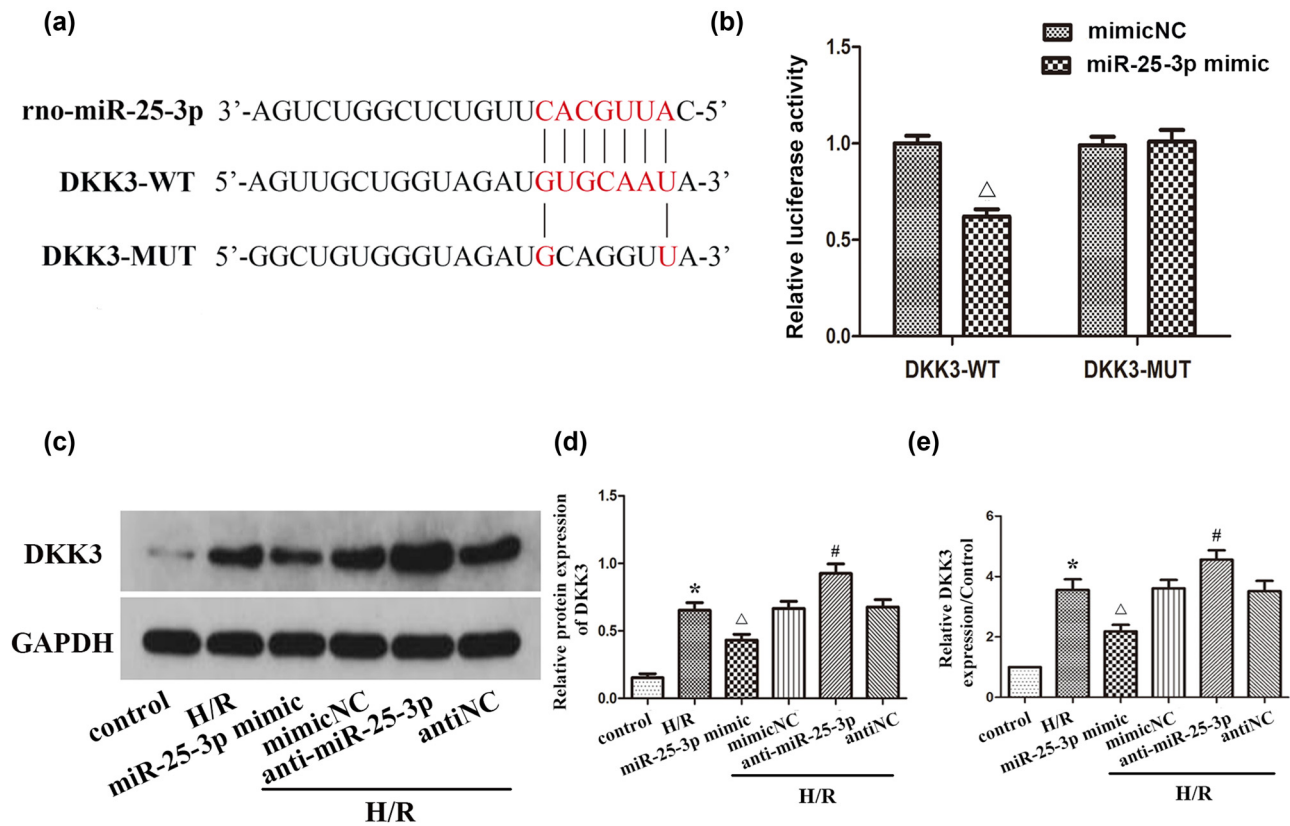 (a)
rno-miR-25-3p 3’-AGUCUGGCUCUGUUCACGUUAC-5’
DKK3-WT 5’-AGUUGCUGGUAGAUGUGCAAUA-3’
DKK3-MUT 5’-GGCUGUGGGUAGAUGCAGGUUA-3’
(b)
mimicNC
miR-25-3p mimic
Relative luciferase activity
1.5
1.0
0.5
0.0
△
DKK3-WT DKK3-MUT
(c)
DKK3
GAPDH
control H/R miR-25-3p mimic mimicNC anti-miR-25-3p antiNC
H/R
(d)
Relative protein expression
of DKK3
1.5
1.0
0.5
0.0
* △ #
control H/R miR-25-3p mimic mimicNC anti-miR-25-3p antiNC
H/R
(e)
Relative DKK3
expression/Control
6
4
2
0
* △ #
control H/R miR-25-3p mimic mimicNC anti-miR-25-3p antiNC
H/R